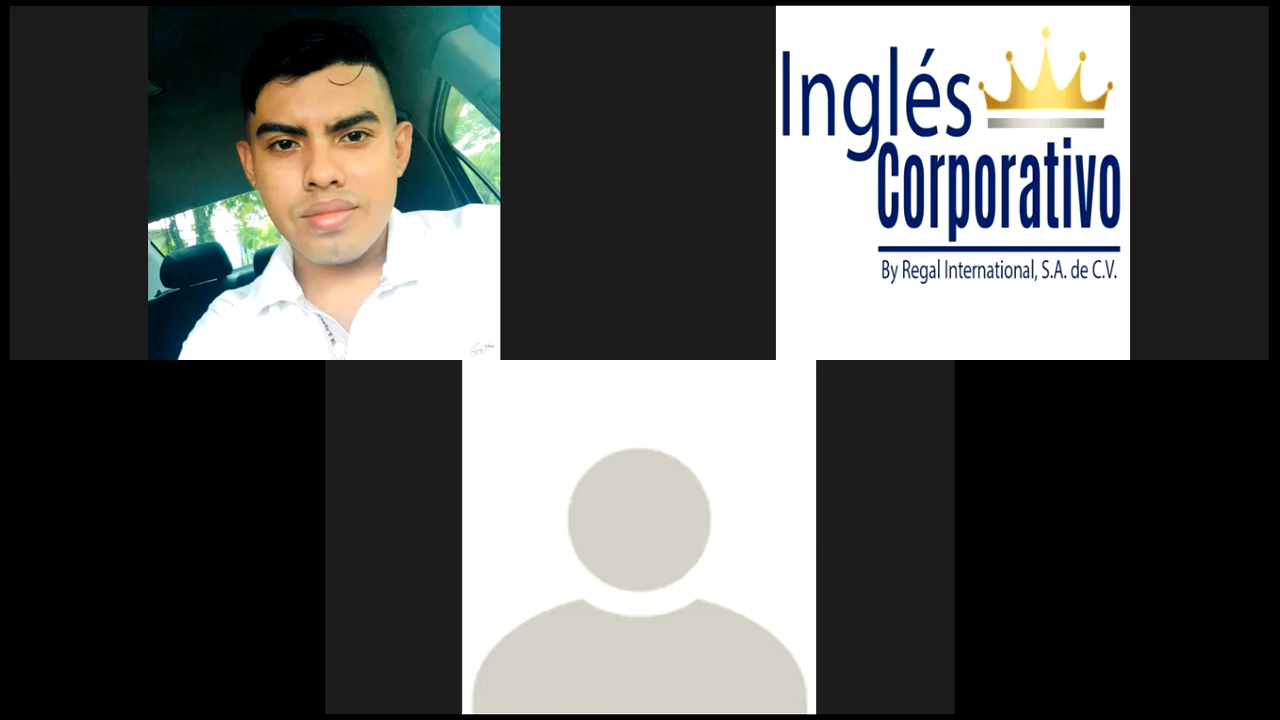 Inglés
Corporativo
By Regal International, S.A. de C.V.